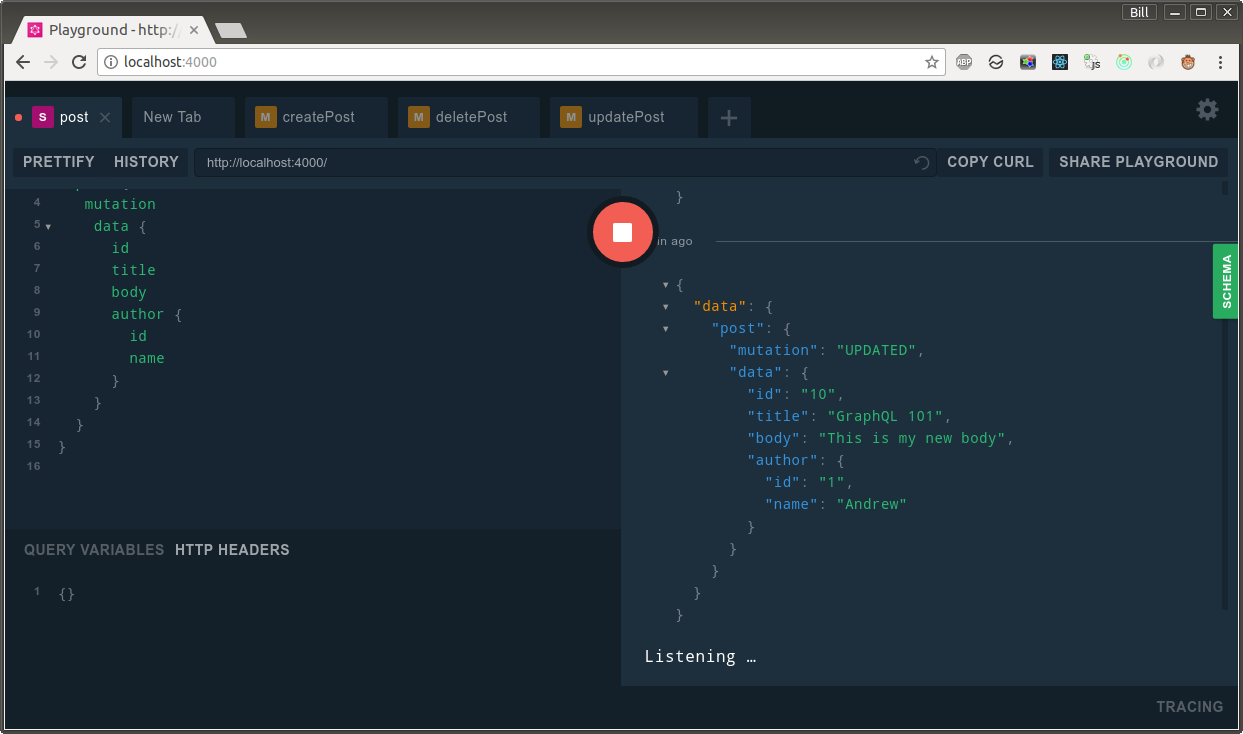 Bill
Playground - http:/
localhost:4000
ABP
js
S post
New Tab
M createPost
M deletePost
M updatePost
PRETTIFY HISTORY http://localhost:4000/ COPY CURL SHARE PLAYGROUND
4 mutation
5 data {
6 id
7 title
8 body
9 author {
10 id
11 name
12 }
13 }
14 }
15 }
16
QUERY VARIABLES HTTP HEADERS
1 {}
}
in ago
{
"data": {
"post": {
"mutation": "UPDATED",
"data": {
"id": "10",
"title": "GraphQL 101",
"body": "This is my new body",
"author": {
"id": "1",
"name": "Andrew"
}
}
}
}
}
Listening …
SCHEMA
TRACING